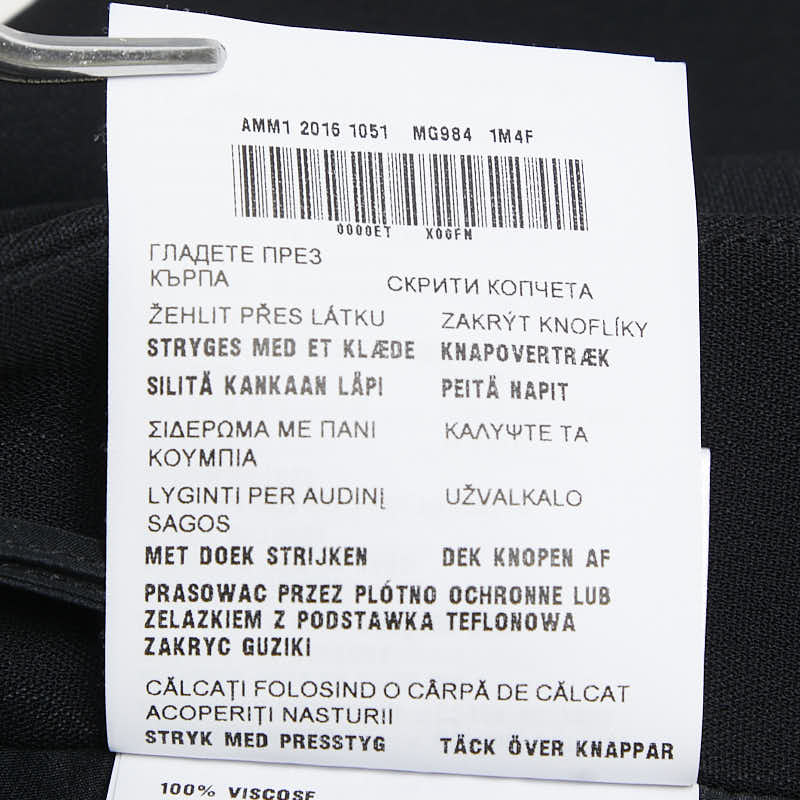 AMM1 2016 1051 MG984 1M4F
0000ET X0GFN
ГЛАДЕТЕ ПРЕЗ
КЪРПА СКРИТИ КОПЧЕТА
ŽEHLIT PŘES LÁTKU ZAKRÝT KNOFLÍKY
STRYGES MED ET KLÆDE KNAPOVERTRÆK
SILITÄ KANKAAN LÄPI PEITÄ NAPIT
ΣΙΔΕΡΩΜΑ ΜΕ ΠΑΝΙ ΚΑΛΥΨΤΕ ΤΑ
ΚΟΥΜΠΙΑ
LYGINTI PER AUDINĮ UŽVALKALO
SAGOS
MET DOEK STRIJKEN DEK KNOPEN AF
PRASOWAC PRZEZ PLÓTNO OCHRONNE LUB
ZELAZKIEM Z PODSTAWKA TEFLONOWA
ZAKRYC GUZIKI
CĂLCAȚI FOLOSIND O CÂRPĂ DE CĂLCAT
ACOPERIȚI NASTURII
STRYK MED PRESSTYG TÄCK ÖVER KNAPPAR
100% VISCOSE